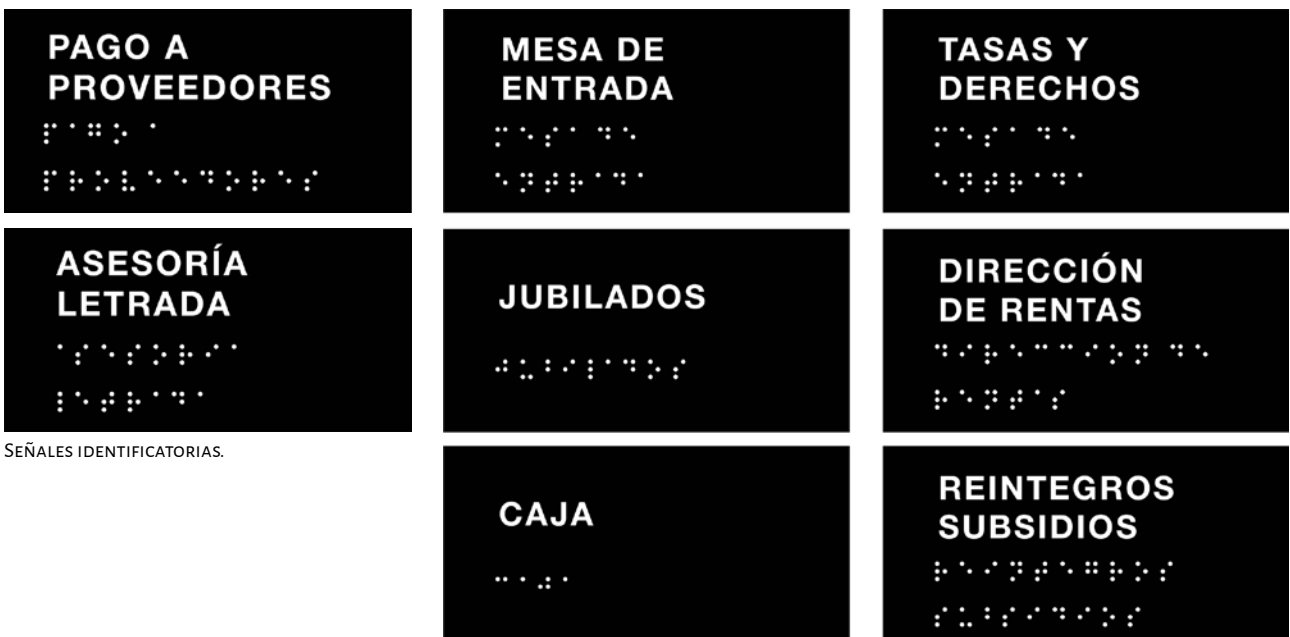 PAGO A
PROVEEDORES
⠏⠁⠛⠕ ⠁
⠏⠗⠕⠧⠑⠑⠙⠕⠗⠑⠎
MESA DE
ENTRADA
⠍⠑⠎⠁ ⠙⠑
⠑⠝⠞⠗⠁⠙⠁
TASAS Y
DERECHOS
⠍⠑⠎⠁ ⠙⠑
⠑⠝⠞⠗⠁⠙⠁
ASESORÍA
LETRADA
⠁⠎⠑⠎⠕⠗⠊⠁
⠇⠑⠞⠗⠁⠙⠁
JUBILADOS
⠚⠥⠃⠊⠇⠁⠙⠕⠎
DIRECCIÓN
DE RENTAS
⠙⠊⠗⠑⠉⠉⠊⠕⠝ ⠙⠑
⠗⠑⠝⠞⠁⠎
SEÑALES IDENTIFICATORIAS.
CAJA
⠉⠁⠚⠁
REINTEGROS
SUBSIDIOS
⠗⠑⠊⠝⠞⠑⠛⠗⠕⠎
⠎⠥⠃⠎⠊⠙⠊⠕⠎